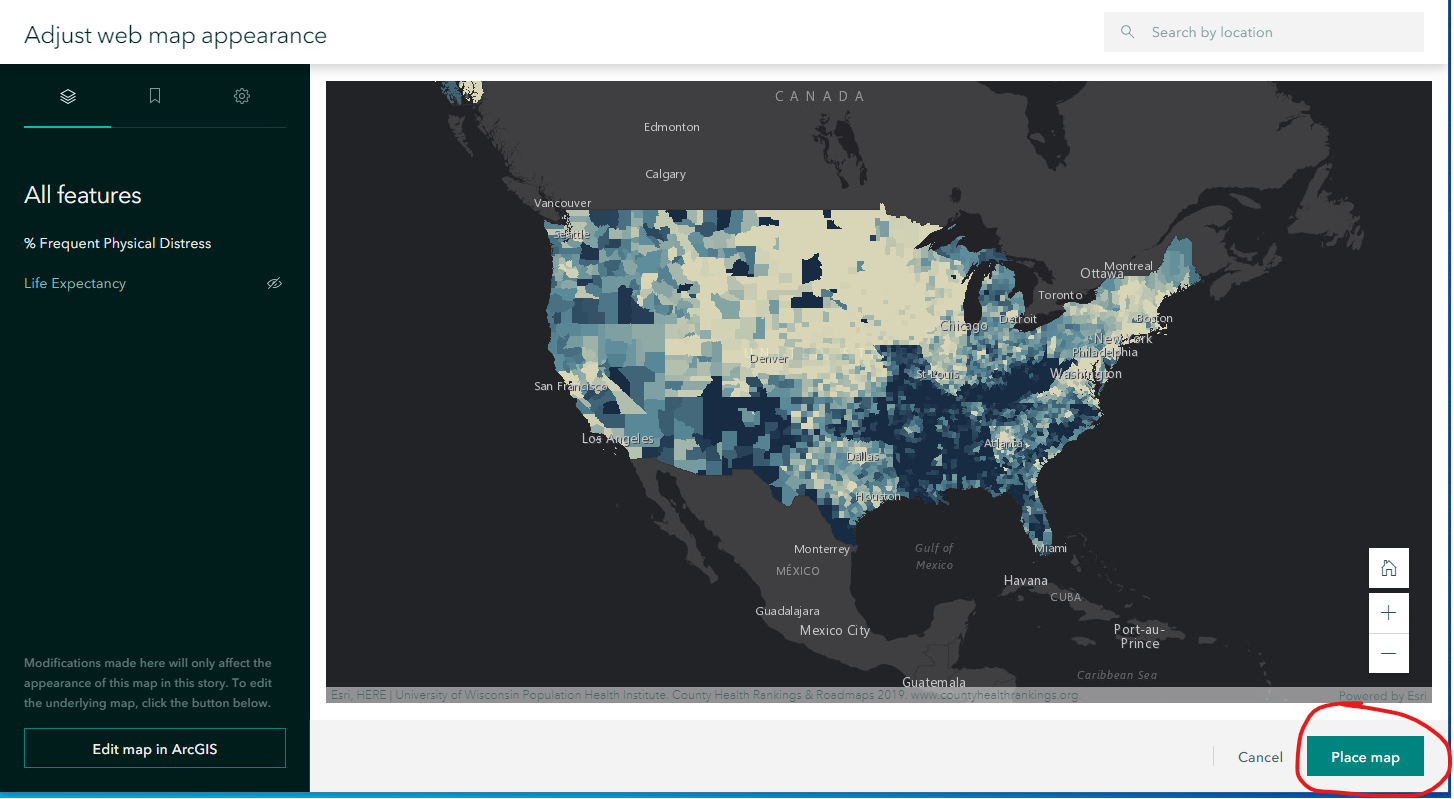 Adjust web map appearance
Search by location
All features
% Frequent Physical Distress
Life Expectancy
Modifications made here will only affect the
appearance of this map in this story. To edit
the underlying map, click the button below.
Edit map in ArcGIS
CANADA
Edmonton
Calgary
Vancouver
Seattle
Montreal
Ottawa
Toronto
Boston
Detroit
Chicago
New York
Philadelphia
Denver
St Louis
Washington
San Francisco
Los Angeles
Atlanta
Dallas
Houston
Monterrey
Gulf of
Mexico
Miami
MÉXICO
Havana
CUBA
Guadalajara
Mexico City
Port-au-
Prince
Caribbean Sea
Guatemala
Esri, HERE | University of Wisconsin Population Health Institute. County Health Rankings & Roadmaps 2019. www.countyhealthrankings.org.
Powered by Esri
Cancel
Place map